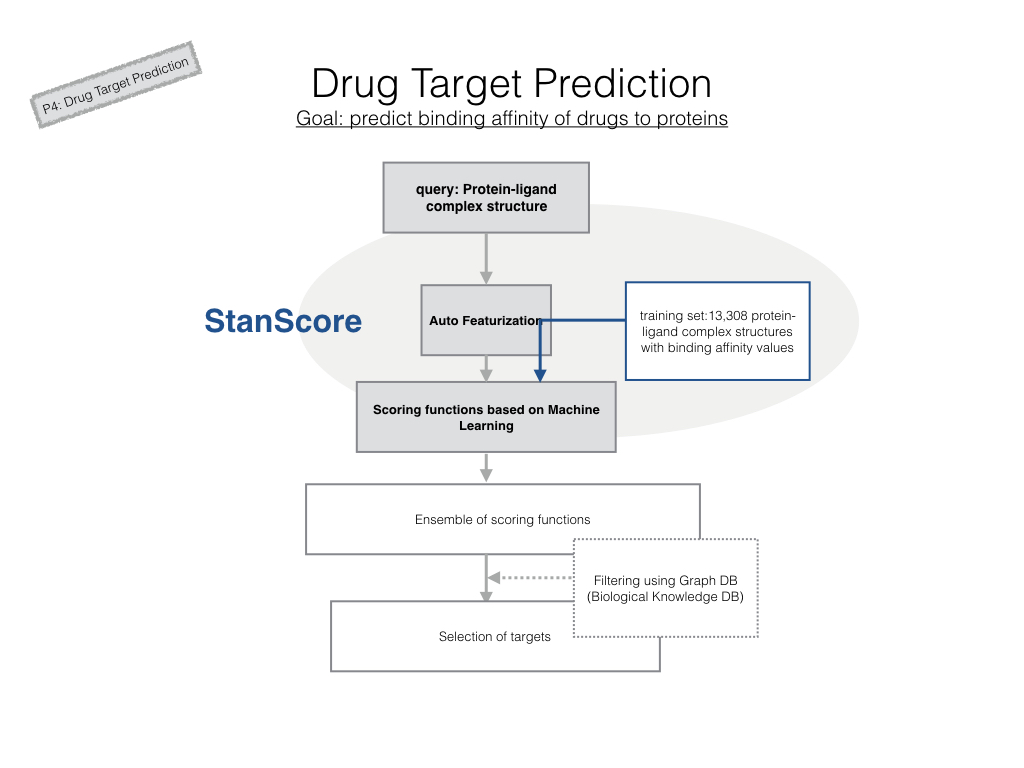 P4: Drug Target Prediction
Drug Target Prediction
Goal: predict binding affinity of drugs to proteins
query: Protein-ligand
complex structure
StanScore
Auto Featurization
training set:13,308 protein-
ligand complex structures
with binding affinity values
Scoring functions based on Machine
Learning
Ensemble of scoring functions
Filtering using Graph DB
(Biological Knowledge DB)
Selection of targets